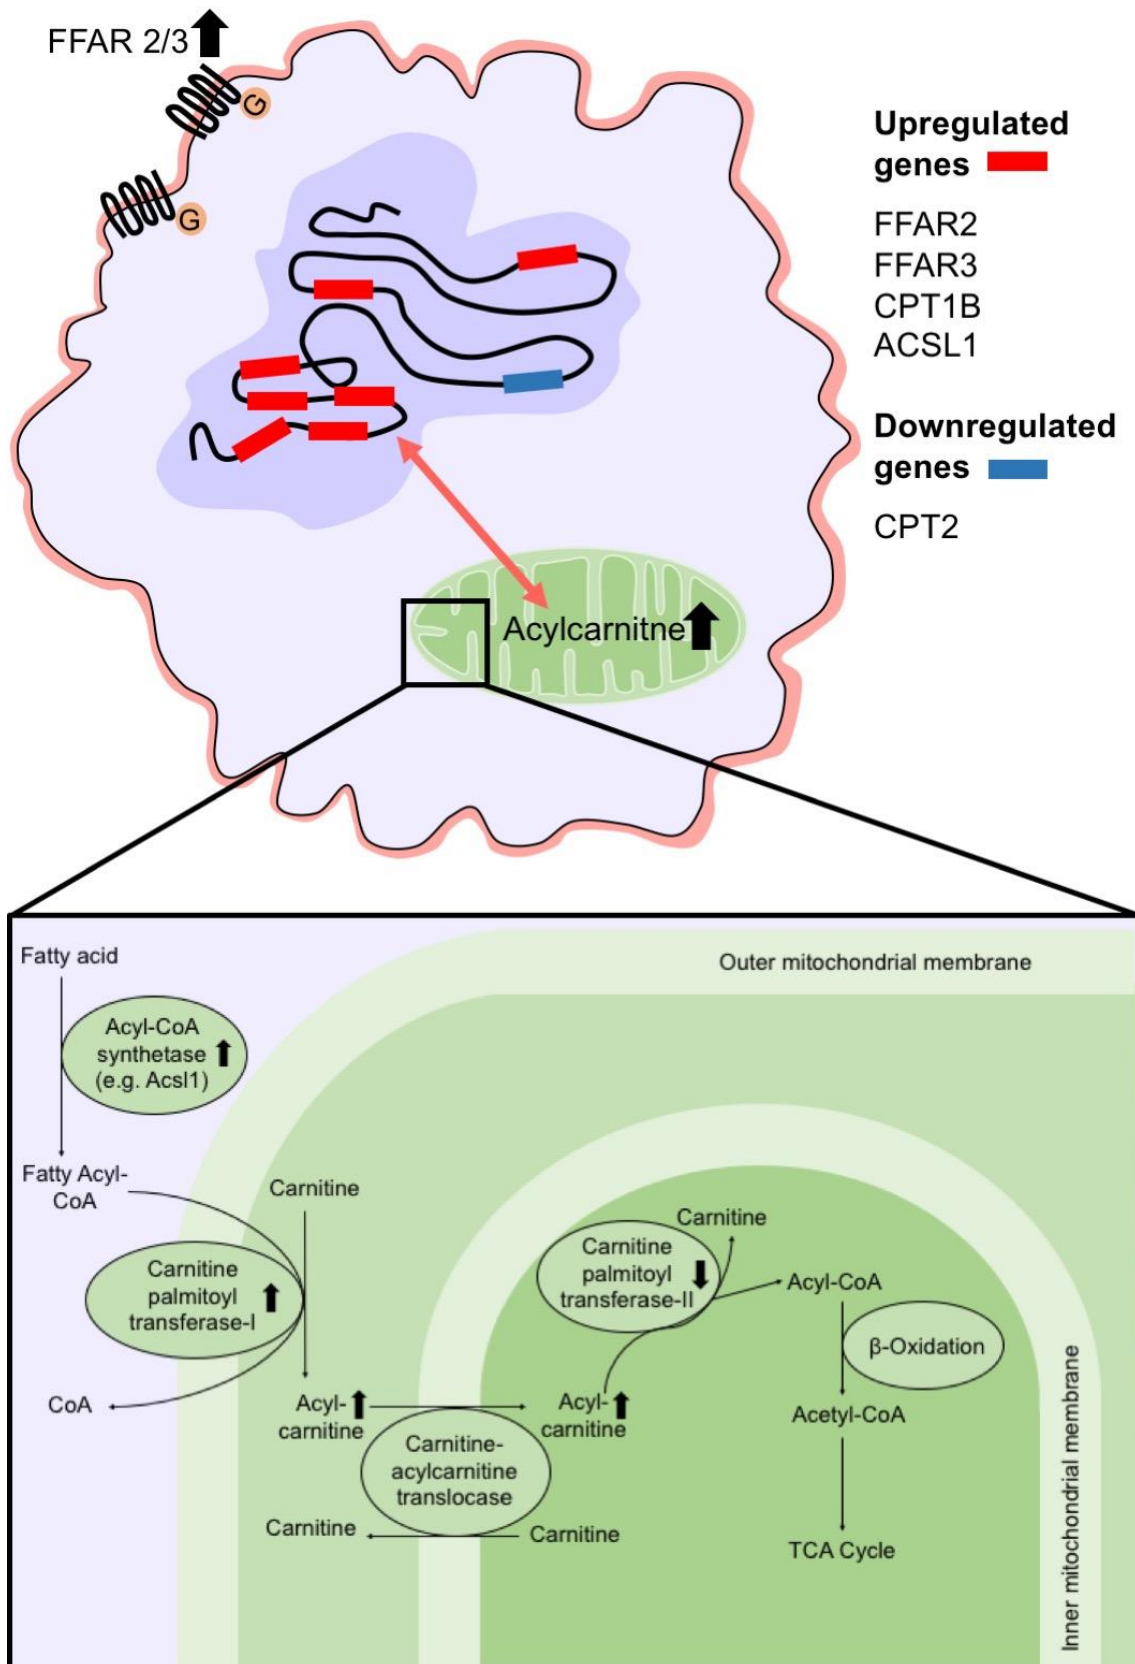 FFAR 2/3
G
G
Upregulated
genes
FFAR2
FFAR3
CPT1B
ACSL1
Downregulated
genes
CPT2
Acylcarnitne
Fatty acid
Outer mitochondrial membrane
Acyl-CoA
synthetase
(e.g. Acsl1)
Fatty Acyl-
CoA
Carnitine
Carnitine
palmitoyl
transferase-I
CoA
Acyl-
carnitine
Carnitine-
acylcarnitine
translocase
Carnitine
Carnitine
Acyl-
carnitine
Carnitine
palmitoyl
transferase-II
Carnitine
Acyl-CoA
β-Oxidation
Acetyl-CoA
TCA Cycle
Inner mitochondrial membrane